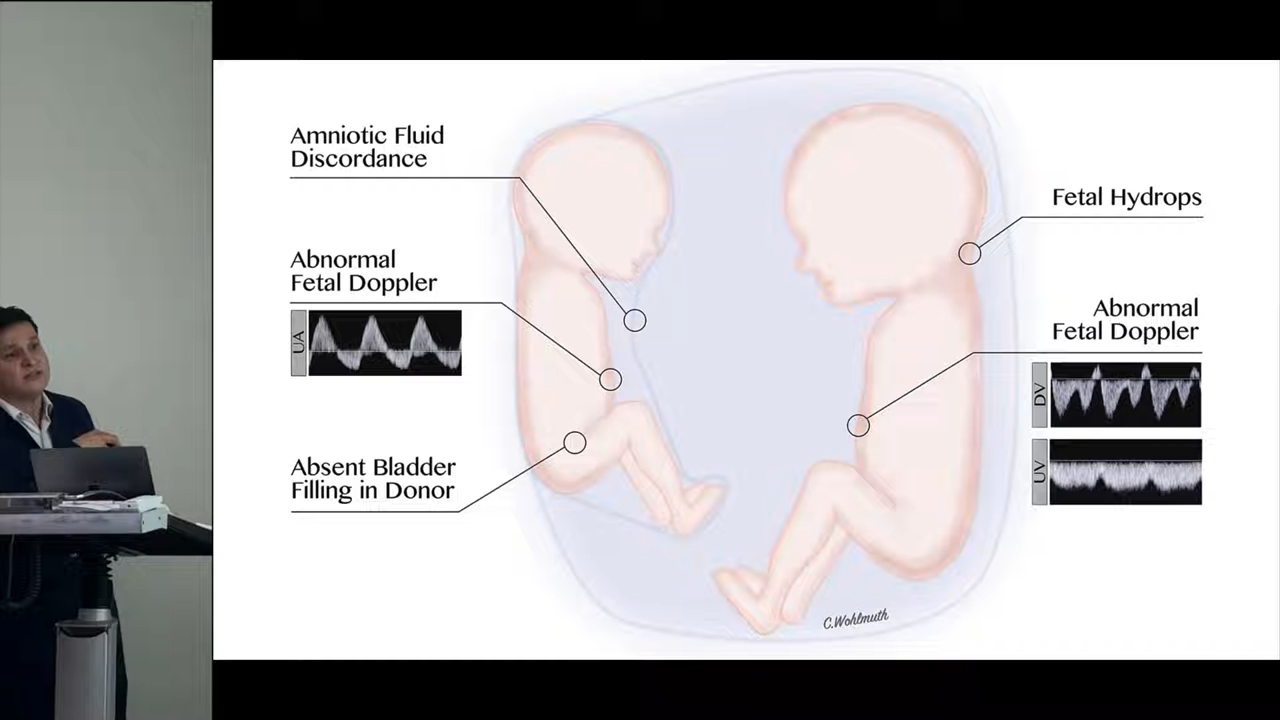 Amniotic Fluid
Discordance
Abnormal
Fetal Doppler
UA
Absent Bladder
Filling in Donor
Fetal Hydrops
Abnormal
Fetal Doppler
DV
UV
C.Wohlmuth